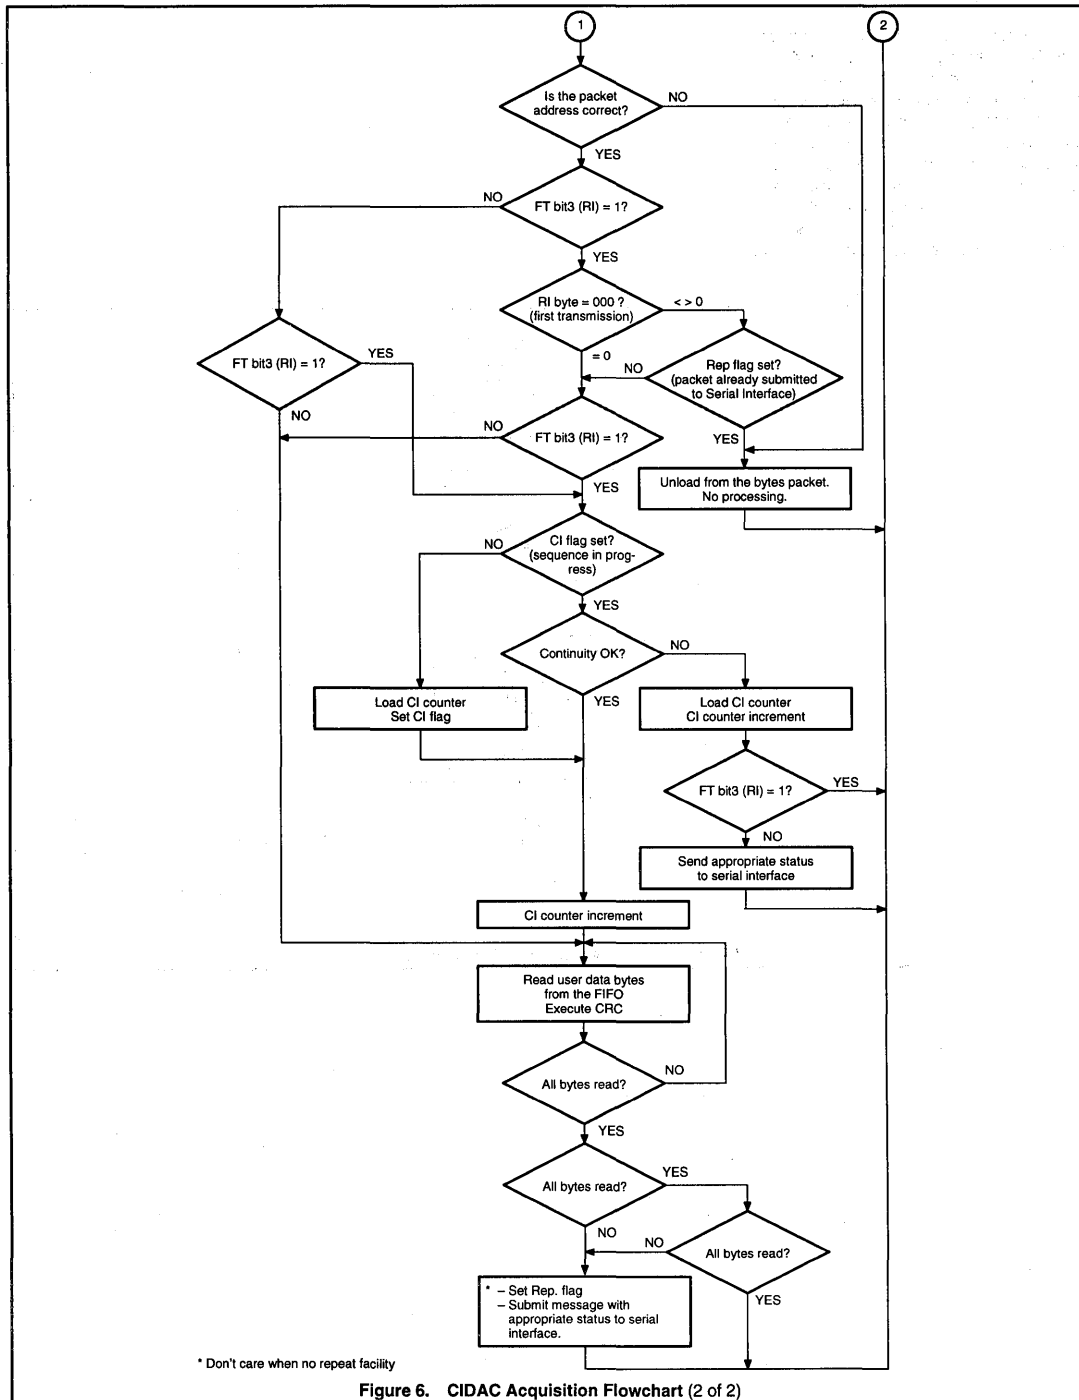 1
2
Is the packet
address correct?
NO
YES
FT bit3 (RI) = 1?
NO
YES
RI byte = 000 ?
(first transmission)
< > 0
= 0
FT bit3 (RI) = 1?
YES
NO
Rep flag set?
(packet already submitted
to Serial Interface)
NO
YES
FT bit3 (RI) = 1?
NO
YES
Unload from the bytes packet.
No processing.
CI flag set?
(sequence in prog-
ress)
NO
YES
Continuity OK?
NO
YES
Load CI counter
Set CI flag
Load CI counter
CI counter increment
FT bit3 (RI) = 1?
YES
NO
Send appropriate status
to serial interface
CI counter increment
Read user data bytes
from the FIFO
Execute CRC
All bytes read?
NO
YES
All bytes read?
YES
NO
All bytes read?
NO
YES
* – Set Rep. flag
– Submit message with
appropriate status to serial
interface.
* Don't care when no repeat facility
Figure 6. CIDAC Acquisition Flowchart (2 of 2)